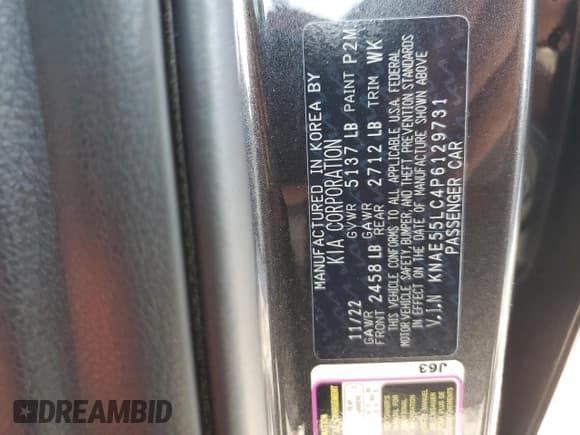 MANUFACTURED IN KOREA BY
KIA CORPORATION
11/22 GVWR 5137 LB PAINT P2M
GAWR FRONT 2458 LB GAWR REAR 2712 LB TRIM WK
THIS VEHICLE CONFORMS TO ALL APPLICABLE U.S.A. FEDERAL
MOTOR VEHICLE SAFETY, BUMPER, AND THEFT PREVENTION STANDARDS
IN EFFECT ON THE DATE OF MANUFACTURE SHOWN ABOVE
V.I.N KNAE55LC4P6129731
PASSENGER CAR
J63
DREAMBID